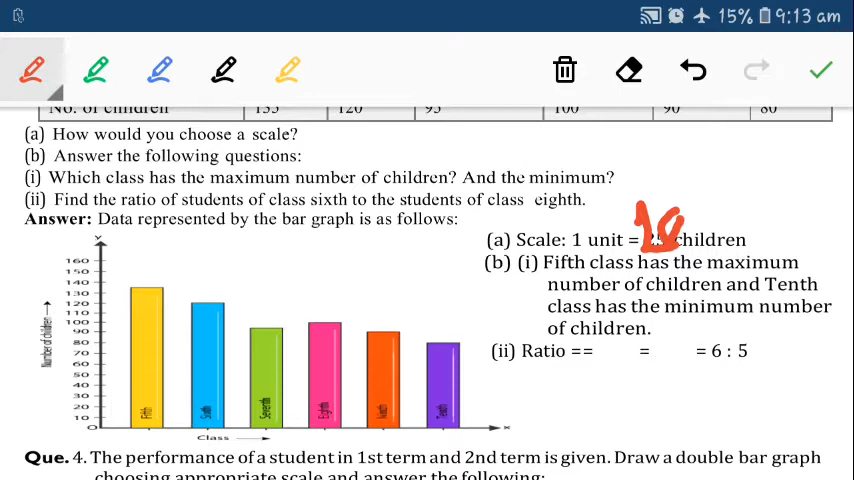 15% 9:13 am
No. of children 135 120 95 100 90 80
(a) How would you choose a scale?
(b) Answer the following questions:
(i) Which class has the maximum number of children? And the minimum?
(ii) Find the ratio of students of class sixth to the students of class eighth.
Answer: Data represented by the bar graph is as follows:
(a) Scale: 1 unit = 25 children
10
(b) (i) Fifth class has the maximum
number of children and Tenth
class has the minimum number
of children.
(ii) Ratio == = = 6 : 5
Y
160
150
140
130
120
110
100
90
80
70
60
50
40
30
20
10
O
Number of children
Fifth
Sixth
Seventh
Eighth
Ninth
Tenth
X
Class
Que. 4. The performance of a student in 1st term and 2nd term is given. Draw a double bar graph
choosing appropriate scale and answer the following: